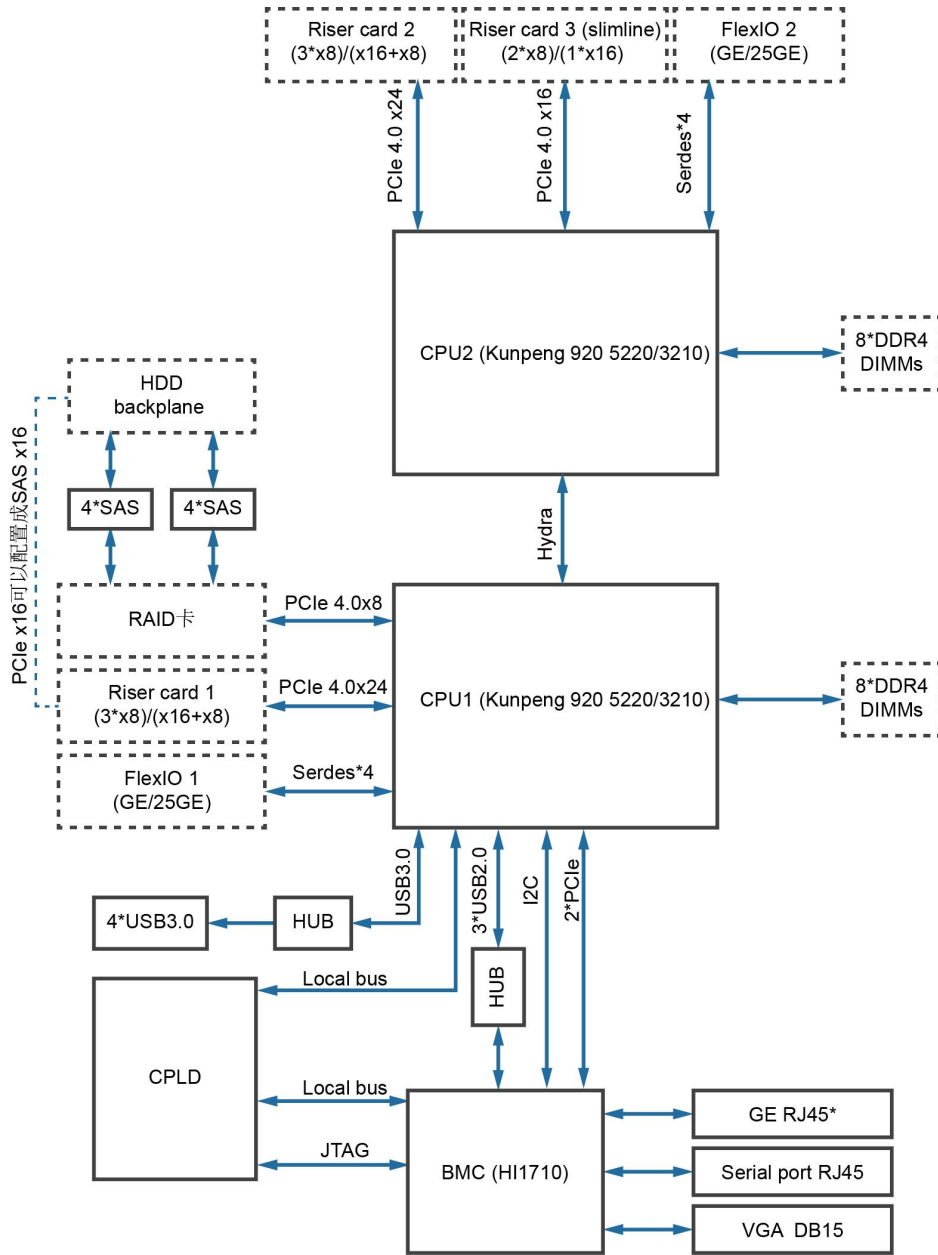 Riser card 2
(3*x8)/(x16+x8)
Riser card 3 (slimline)
(2*x8)/(1*x16)
FlexIO 2
(GE/25GE)
PCIe 4.0 x24
PCIe 4.0 x16
Serdes*4
CPU2 (Kunpeng 920 5220/3210)
8*DDR4
DIMMs
HDD
backplane
4*SAS
4*SAS
PCIe x16可以配置成SAS x16
Hydra
RAID卡
PCIe 4.0x8
Riser card 1
(3*x8)/(x16+x8)
PCIe 4.0x24
CPU1 (Kunpeng 920 5220/3210)
8*DDR4
DIMMs
FlexIO 1
(GE/25GE)
Serdes*4
USB3.0
3*USB2.0
I2C
2*PCIe
4*USB3.0
HUB
HUB
Local bus
CPLD
Local bus
JTAG
BMC (HI1710)
GE RJ45*
Serial port RJ45
VGA DB15